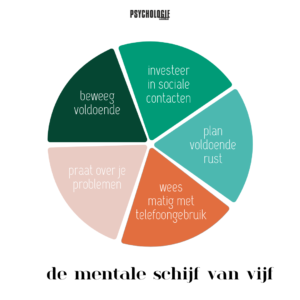 PSYCHOLOGIE
investeer
in sociale
contacten
plan
voldoende
rust
wees
matig met
telefoongebruik
praat over je
problemen
beweeg
voldoende
de mentale schijf van vijf